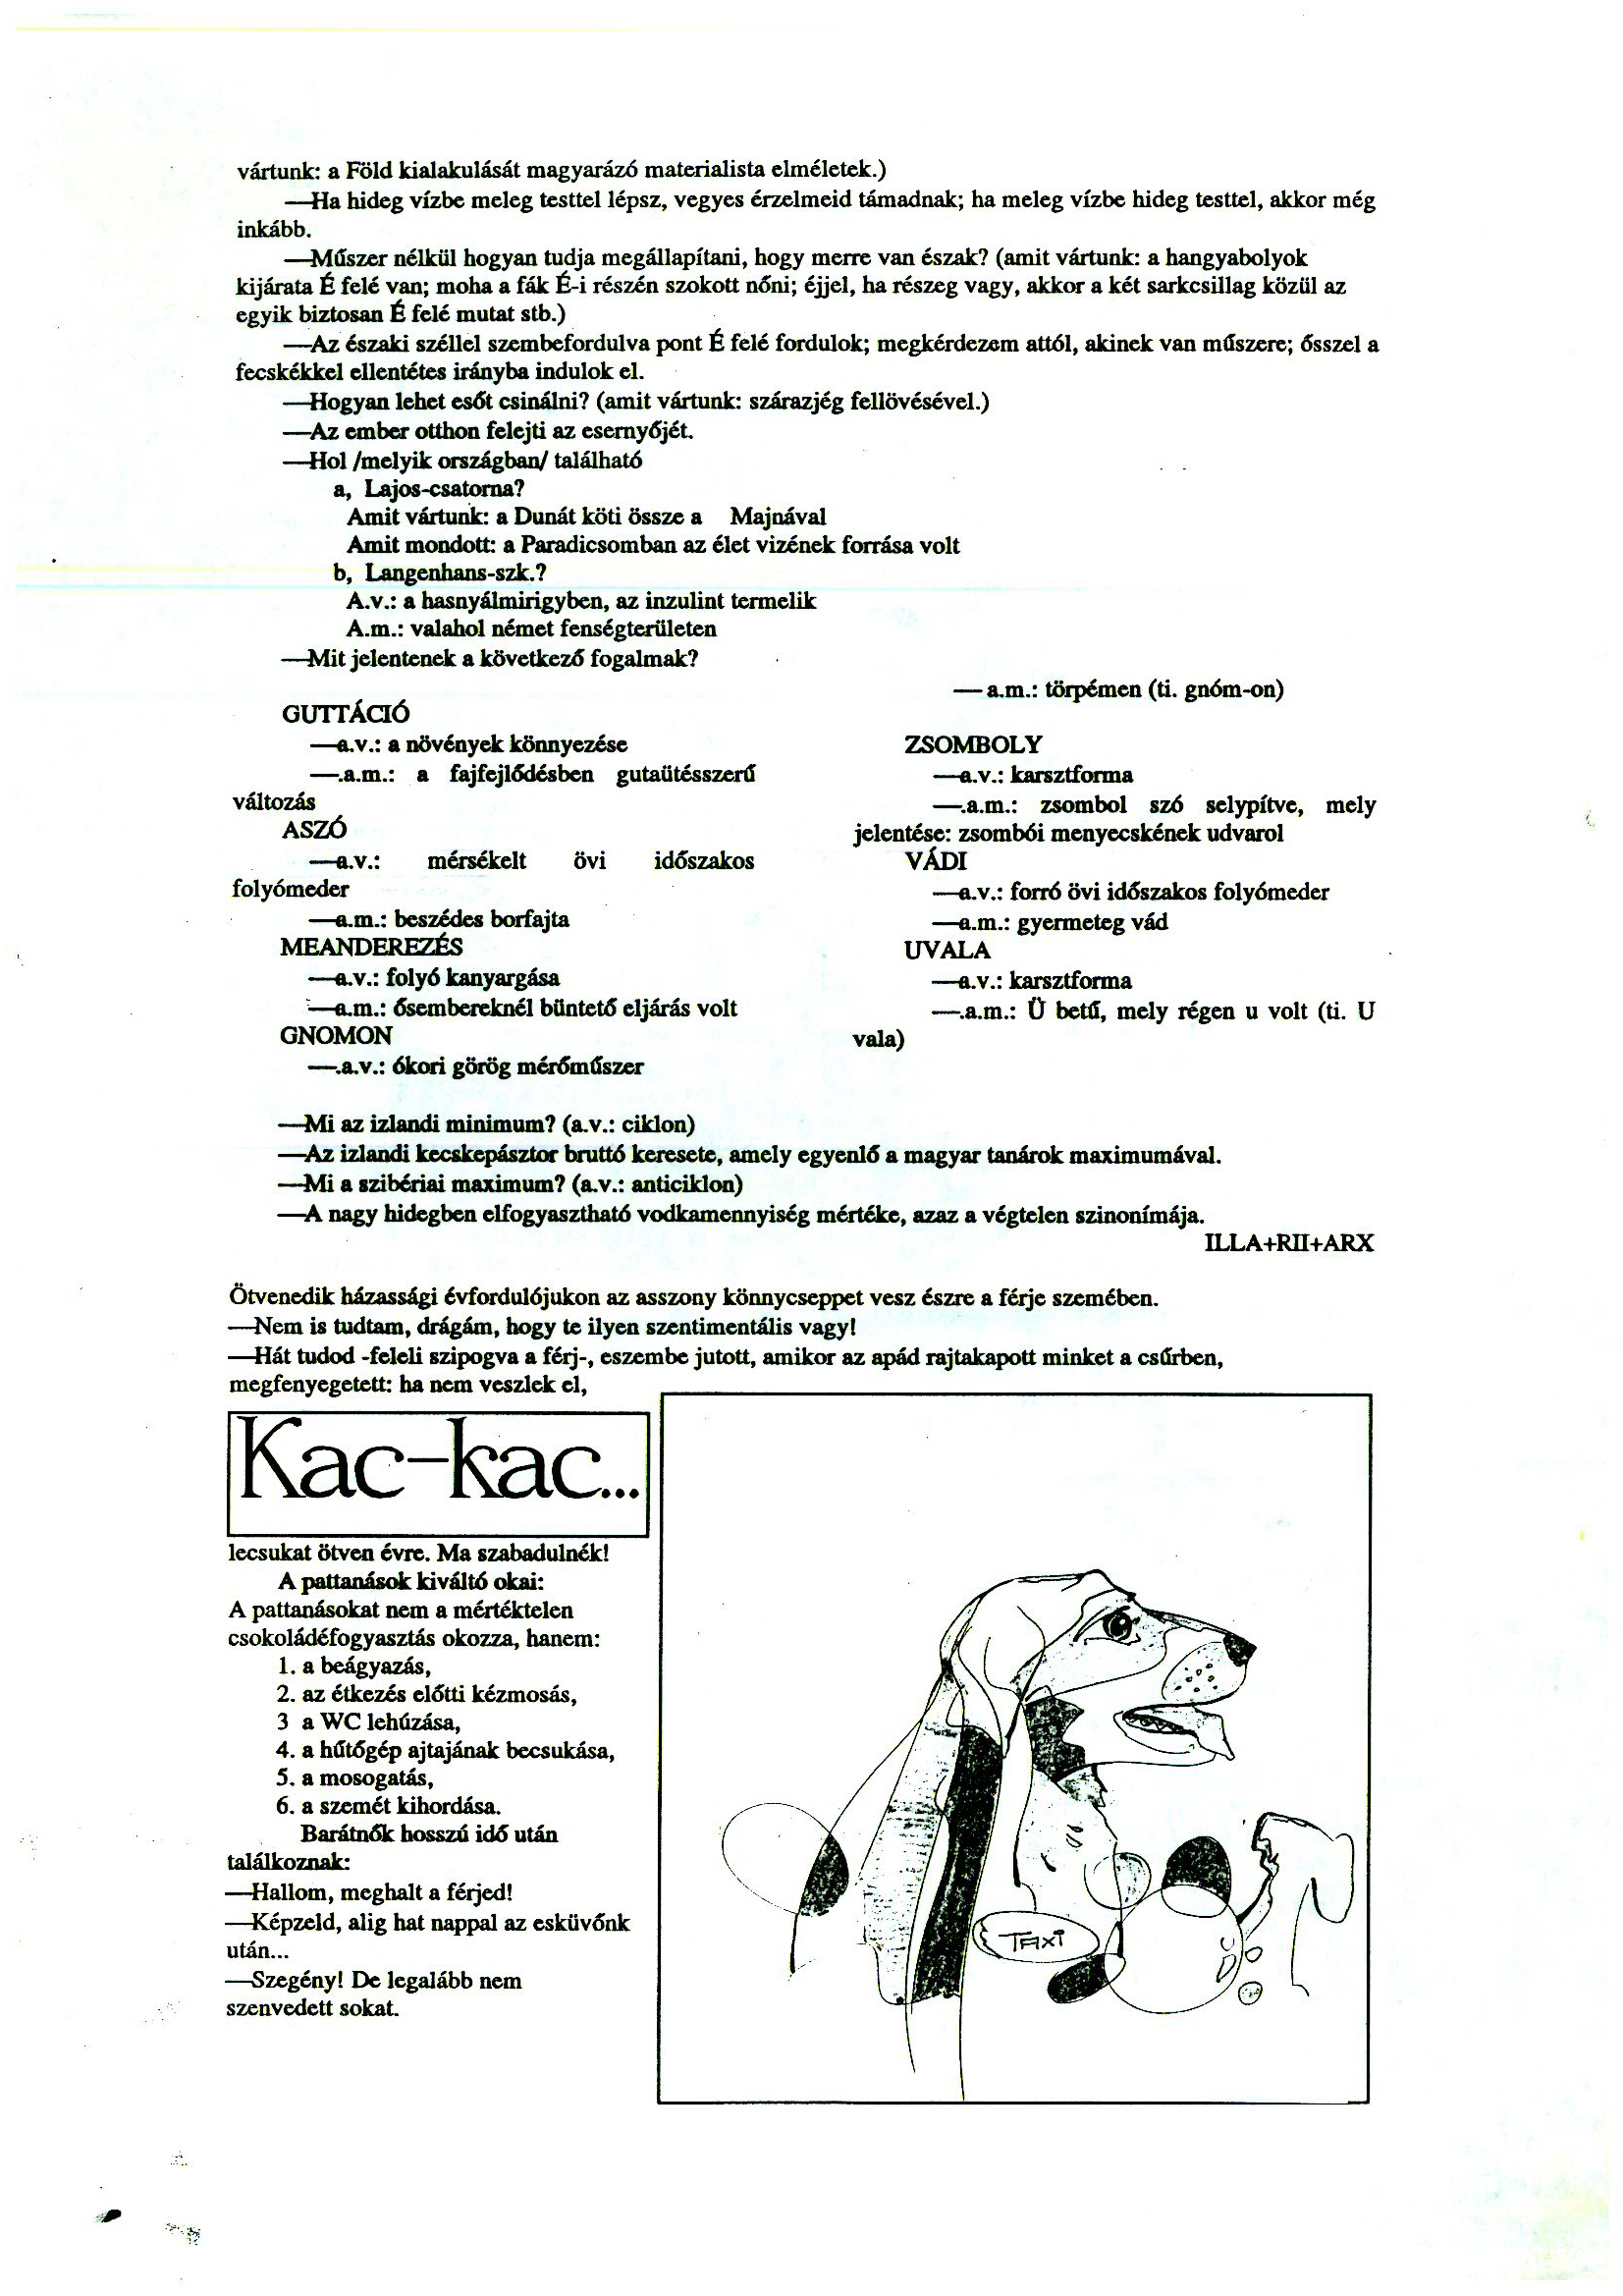 vártunk: a Föld kialakulását magyarázó materialista elméletek.)
—Ha hideg vízbe meleg testtel lépsz, vegyes érzelmeid támadnak; ha meleg vízbe hideg testtel, akkor még
inkább.
—Műszer nélkül hogyan tudja megállapítani, hogy merre van észak? (amit vártunk: a hangyabolyok
kijárata É felé van; moha a fák É-i részén szokott nőni; éjjel, ha részeg vagy, akkor a két sarkcsillag közül az
egyik biztosan É felé mutat stb.)
—Az északi széllel szembefordulva pont É felé fordulok; megkérdezem attól, akinek van műszere; ősszel a
fecskékkel ellentétes irányba indulok el.
—Hogyan lehet esőt csinálni? (amit vártunk: szárazjég fellövésével.)
—Az ember otthon felejti az esernyőjét.
—Hol /melyik országban/ található
a, Lajos-csatorna?
Amit vártunk: a Dunát köti össze a Majnával
Amit mondott: a Paradicsomban az élet vizének forrása volt
b, Langenhans-szk.?
A.v.: a hasnyálmirigyben, az inzulint termelik
A.m.: valahol német fenségterületen
—Mit jelentenek a következő fogalmak?
GUTTÁCIÓ
—a.v.: a növények könnyezése
—.a.m.: a fajfejlődésben gutaütésszerű
változás
ASZÓ
—a.v.: mérsékelt övi időszakos
folyómeder
—a.m.: beszédes borfajta
MEANDEREZÉS
—a.v.: folyó kanyargása
—a.m.: ősembereknél büntető eljárás volt
GNOMON
—.a.v.: ókori görög mérőműszer
— a.m.: törpémen (ti. gnóm-on)
ZSOMBOLY
—a.v.: karsztforma
—.a.m.: zsombol szó selypítve, mely
jelentése: zsombói menyecskének udvarol
VÁDI
—a.v.: forró övi időszakos folyómeder
—a.m.: gyermeteg vád
UVALA
—a.v.: karsztforma
—.a.m.: Ü betű, mely régen u volt (ti. U
vala)
—Mi az izlandi minimum? (a.v.: ciklon)
—Az izlandi kecskepásztor bruttó keresete, amely egyenlő a magyar tanárok maximumával.
—Mi a szibériai maximum? (a.v.: anticiklon)
—A nagy hidegben elfogyasztható vodkamennyiség mértéke, azaz a végtelen szinonímája.
ILLA+RII+ARX
Ötvenedik házassági évfordulójukon az asszony könnycseppet vesz észre a férje szemében.
—Nem is tudtam, drágám, hogy te ilyen szentimentális vagy!
—Hát tudod -feleli szipogva a férj-, eszembe jutott, amikor az apád rajtakapott minket a csűrben,
megfenyegetett: ha nem veszlek el,
Kac-kac...
lecsukat ötven évre. Ma szabadulnék!
A pattanások kiváltó okai:
A pattanásokat nem a mértéktelen
csokoládéfogyasztás okozza, hanem:
1. a beágyazás,
2. az étkezés előtti kézmosás,
3 a WC lehúzása,
4. a hűtőgép ajtajának becsukása,
5. a mosogatás,
6. a szemét kihordása.
Barátnők hosszú idő után
találkoznak:
—Hallom, meghalt a férjed!
—Képzeld, alig hat nappal az esküvőnk
után...
—Szegény! De legalább nem
szenvedett sokat.
TAXI